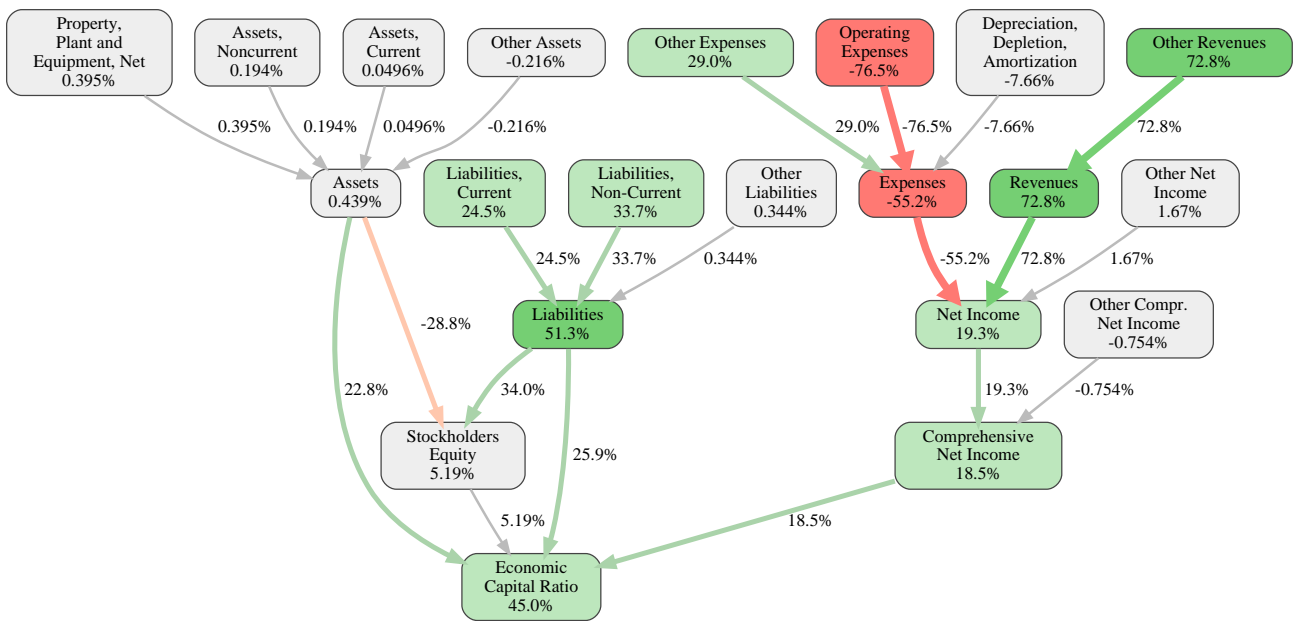 Property,
Plant and
Equipment, Net
0.395%
Assets,
Noncurrent
0.194%
Assets,
Current
0.0496%
Other Assets
-0.216%
Other Expenses
29.0%
Operating
Expenses
-76.5%
Depreciation,
Depletion,
Amortization
-7.66%
Other Revenues
72.8%
0.395%
0.194%
0.0496%
-0.216%
29.0%
-76.5%
-7.66%
72.8%
Assets
0.439%
Liabilities,
Current
24.5%
Liabilities,
Non-Current
33.7%
Other
Liabilities
0.344%
Expenses
-55.2%
Revenues
72.8%
Other Net
Income
1.67%
24.5%
33.7%
0.344%
-55.2%
72.8%
1.67%
-28.8%
Liabilities
51.3%
Net Income
19.3%
Other Compr.
Net Income
-0.754%
22.8%
34.0%
19.3%
-0.754%
Stockholders
Equity
5.19%
25.9%
Comprehensive
Net Income
18.5%
5.19%
18.5%
Economic
Capital Ratio
45.0%